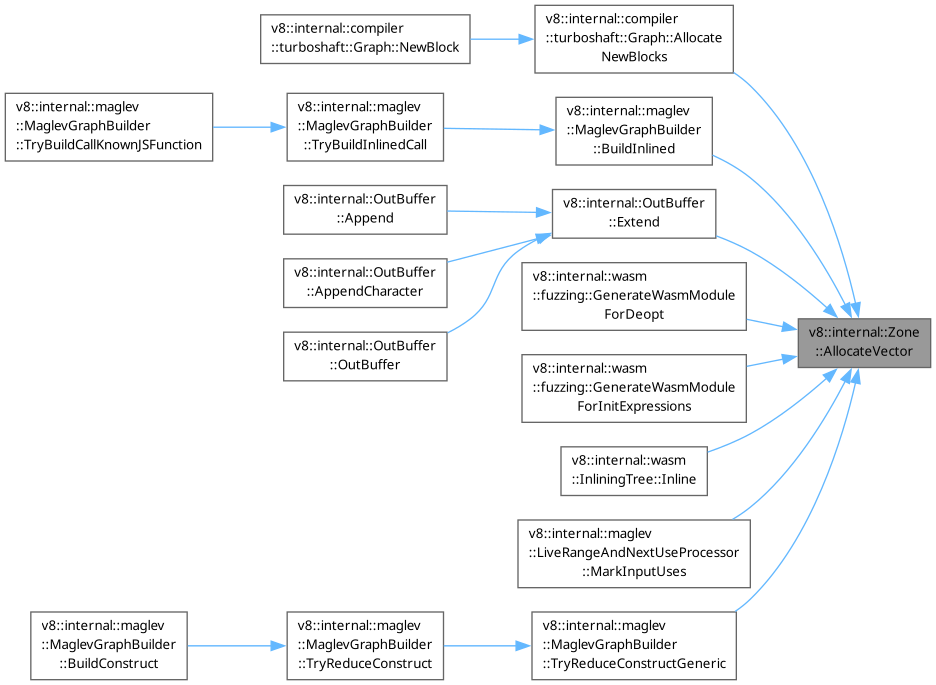 v8::internal::compiler
::turboshaft::Graph::NewBlock
v8::internal::compiler
::turboshaft::Graph::Allocate
NewBlocks
v8::internal::maglev
::MaglevGraphBuilder
::TryBuildCallKnownJSFunction
v8::internal::maglev
::MaglevGraphBuilder
::TryBuildInlinedCall
v8::internal::maglev
::MaglevGraphBuilder
::BuildInlined
v8::internal::OutBuffer
::Append
v8::internal::OutBuffer
::Extend
v8::internal::OutBuffer
::AppendCharacter
v8::internal::OutBuffer
::OutBuffer
v8::internal::wasm
::fuzzing::GenerateWasmModule
ForDeopt
v8::internal::Zone
::AllocateVector
v8::internal::wasm
::fuzzing::GenerateWasmModule
ForInitExpressions
v8::internal::wasm
::InliningTree::Inline
v8::internal::maglev
::LiveRangeAndNextUseProcessor
::MarkInputUses
v8::internal::maglev
::MaglevGraphBuilder
::BuildConstruct
v8::internal::maglev
::MaglevGraphBuilder
::TryReduceConstruct
v8::internal::maglev
::MaglevGraphBuilder
::TryReduceConstructGeneric